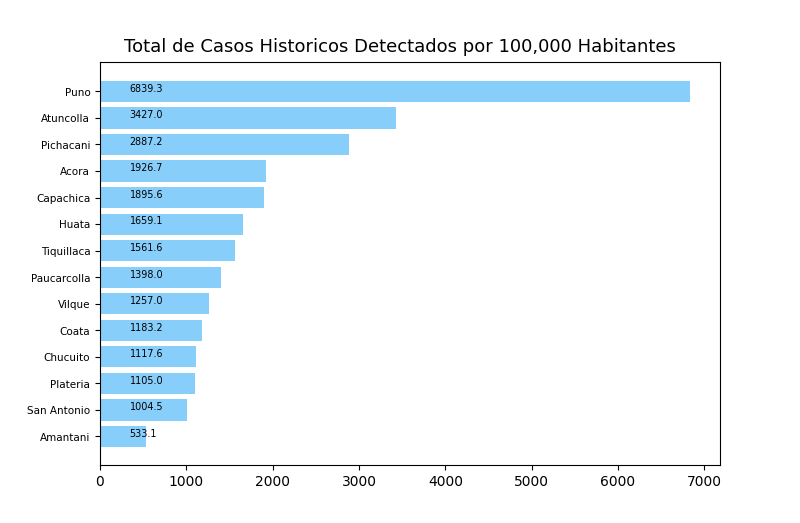 Total de Casos Historicos Detectados por 100,000 Habitantes
Puno 6839.3
Atuncolla 3427.0
Pichacani 2887.2
Acora 1926.7
Capachica 1895.6
Huata 1659.1
Tiquillaca 1561.6
Paucarcolla 1398.0
Vilque 1257.0
Coata 1183.2
Chucuito 1117.6
Plateria 1105.0
San Antonio 1004.5
Amantani 533.1
0 1000 2000 3000 4000 5000 6000 7000